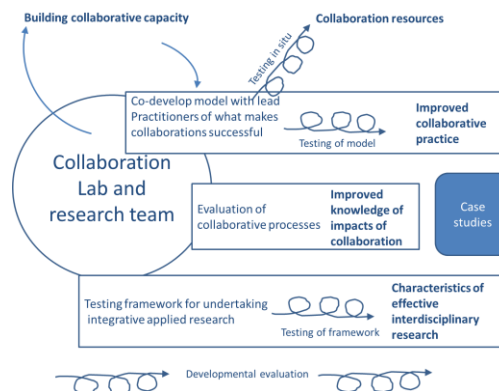 Building collaborative capacity
Collaboration resources
Testing in situ
Co-develop model with lead
Practitioners of what makes
collaborations successful
Testing of model
Improved
collaborative
practice
Collaboration
Lab and
research team
Evaluation of
collaborative processes
Improved
knowledge of
impacts of
collaboration
Case
studies
Testing framework for undertaking
integrative applied research
Testing of framework
Characteristics of
effective
interdisciplinary
research
Developmental evaluation